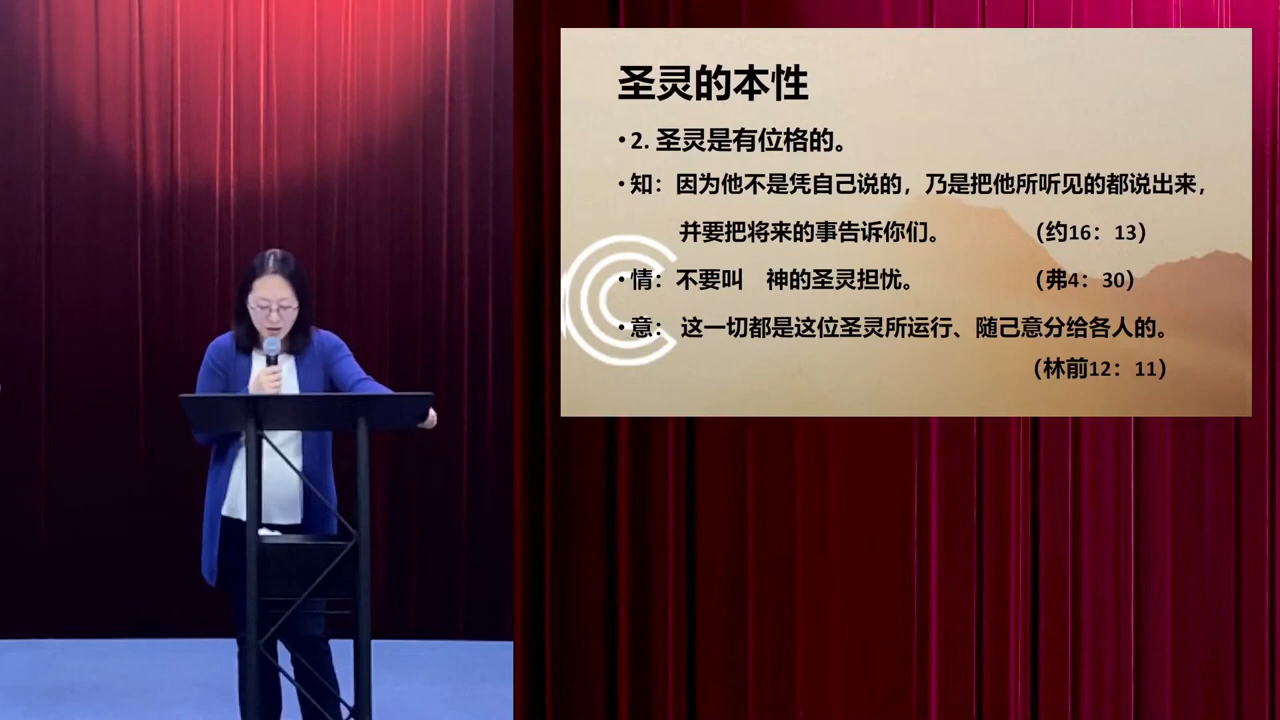 圣灵的本性
•2. 圣灵是有位格的。
•知：因为他不是凭自己说的，乃是把他所听见的都说出来，
并要把将来的事告诉你们。 （约16：13）
•情：不要叫　神的圣灵担忧。 （弗4：30）
•意： 这一切都是这位圣灵所运行、随己意分给各人的。
（林前12：11）